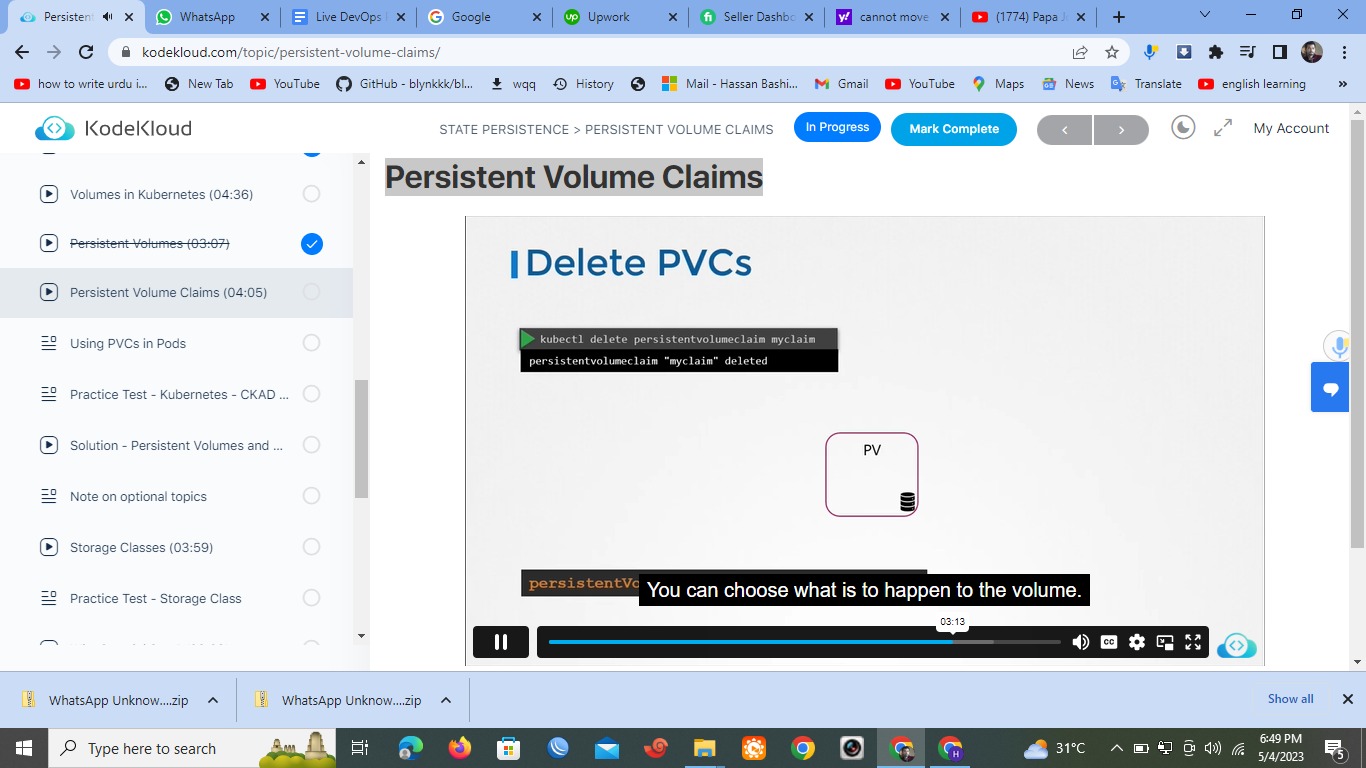 Persistent
WhatsApp
Live DevOps
Google
Upwork
Seller Dashbo
cannot move
(1774) Papa J
kodekloud.com/topic/persistent-volume-claims/
how to write urdu i...
New Tab
YouTube
GitHub - blynkkk/bl...
wqq
History
Mail - Hassan Bashi...
Gmail
YouTube
Maps
News
Translate
english learning
»
KodeKloud
STATE PERSISTENCE > PERSISTENT VOLUME CLAIMS
In Progress
Mark Complete
My Account
Volumes in Kubernetes (04:36)
Persistent Volumes (03:07)
Persistent Volume Claims (04:05)
Using PVCs in Pods
Practice Test - Kubernetes - CKAD ...
Solution - Persistent Volumes and ...
Note on optional topics
Storage Classes (03:59)
Practice Test - Storage Class
Persistent Volume Claims
Delete PVCs
kubectl delete persistentvolumeclaim myclaim
persistentvolumeclaim "myclaim" deleted
PV
persistentVo
You can choose what is to happen to the volume.
03:13
CC
WhatsApp Unknow....zip
WhatsApp Unknow....zip
Show all
Type here to search
31°C
6:49 PM
5/4/2023
5